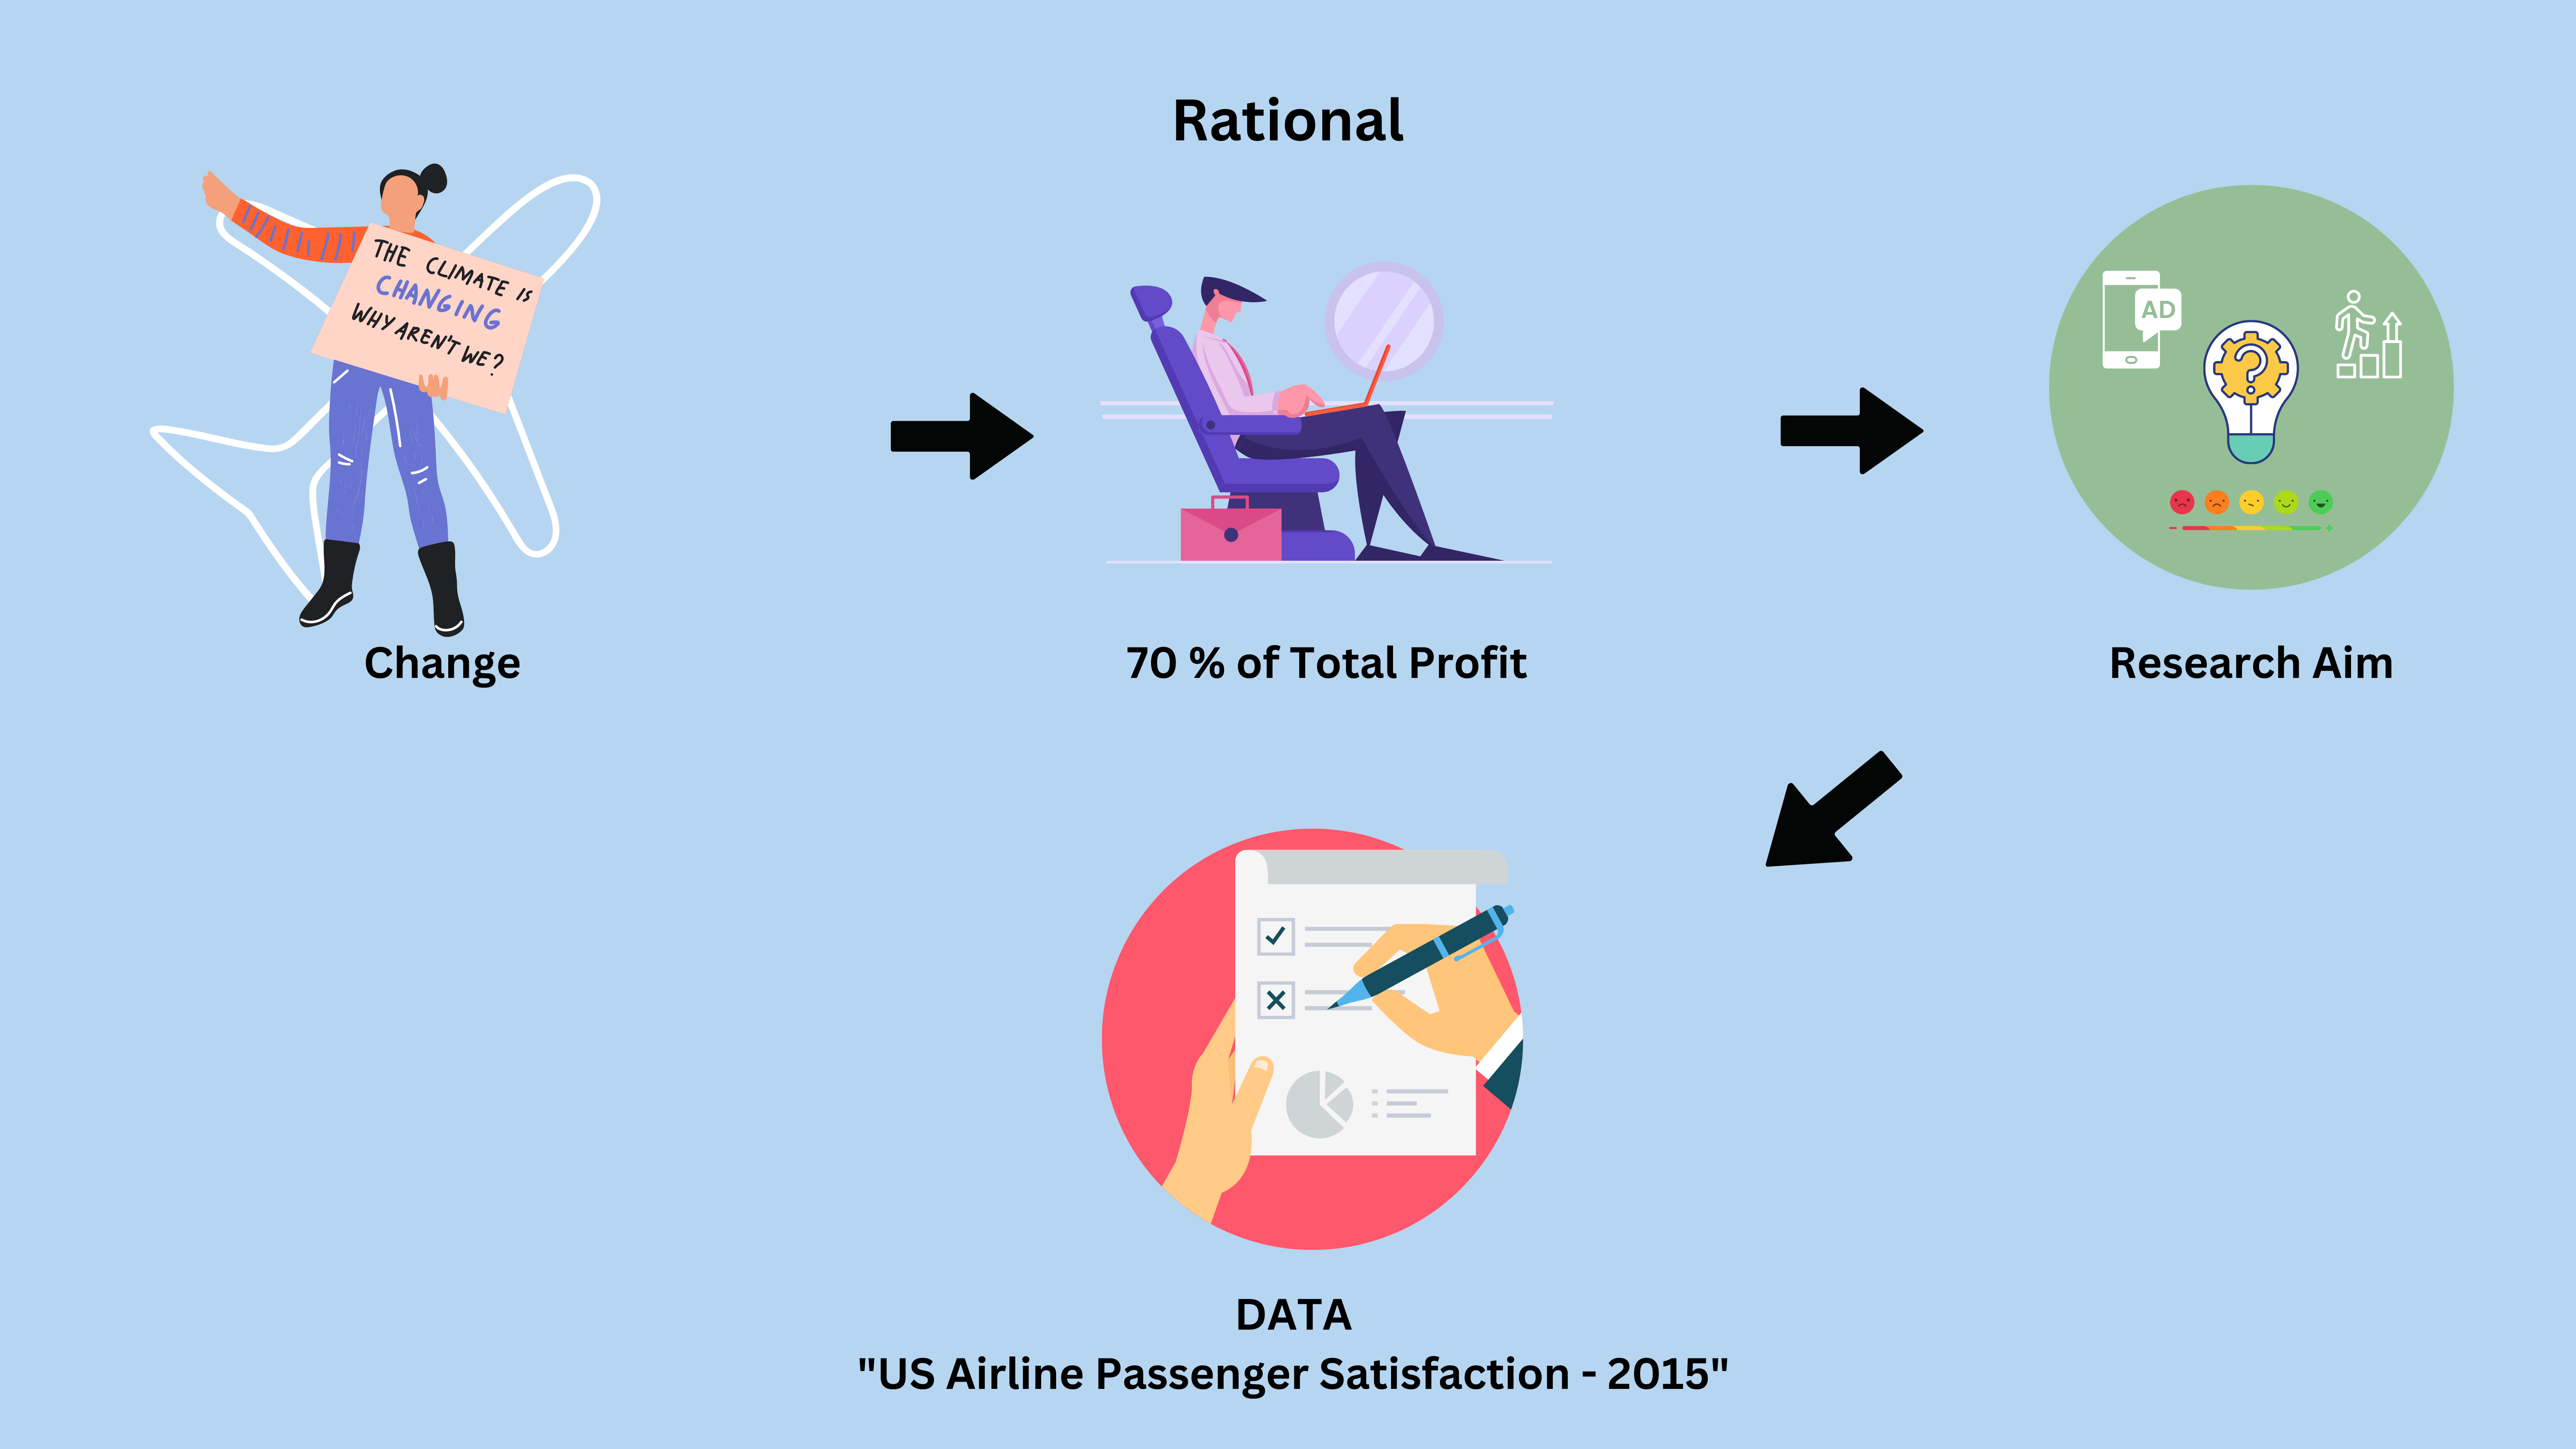 Rational
THE CLIMATE IS
CHANGING
WHY AREN'T WE?
AD
Change
70 % of Total Profit
Research Aim
DATA
"US Airline Passenger Satisfaction - 2015"